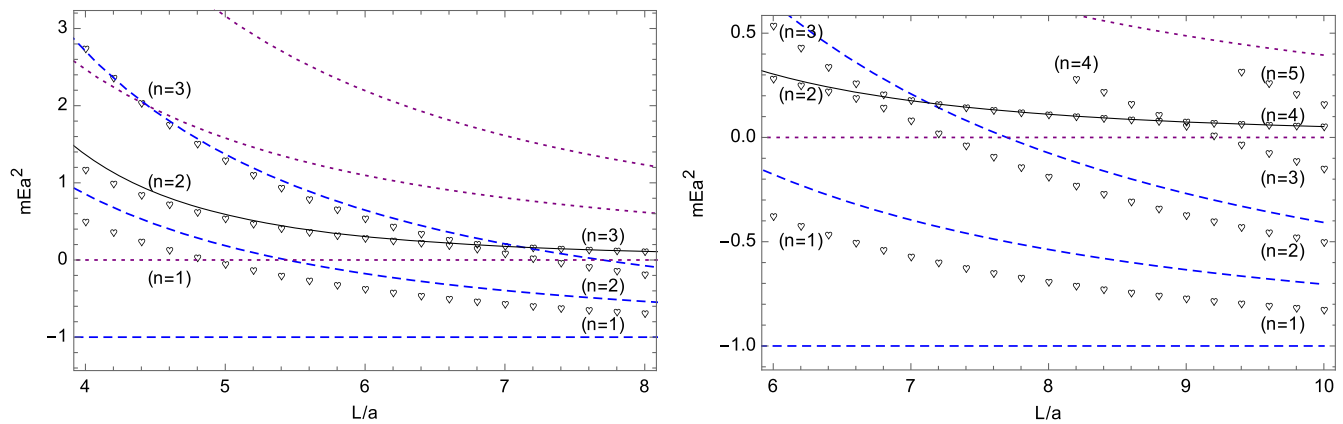 3
2
1
0
−1
mEa²
(n=3)
(n=2)
(n=1)
(n=3)
(n=2)
(n=1)
4
5
6
7
8
L/a
0.5
0.0
−0.5
−1.0
mEa²
(n=3)
(n=2)
(n=1)
(n=4)
(n=5)
(n=4)
(n=3)
(n=2)
(n=1)
6
7
8
9
10
L/a